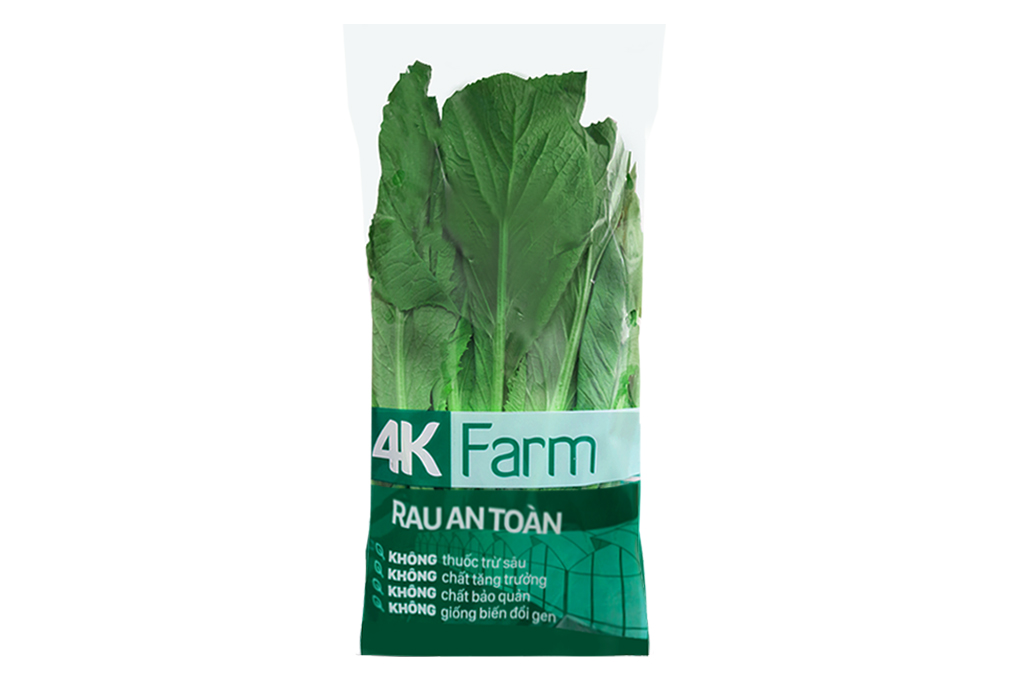 4K Farm
RAU AN TOÀN
KHÔNG thuốc trừ sâu
KHÔNG chất tăng trưởng
KHÔNG chất bảo quản
KHÔNG giống biến đổi gen